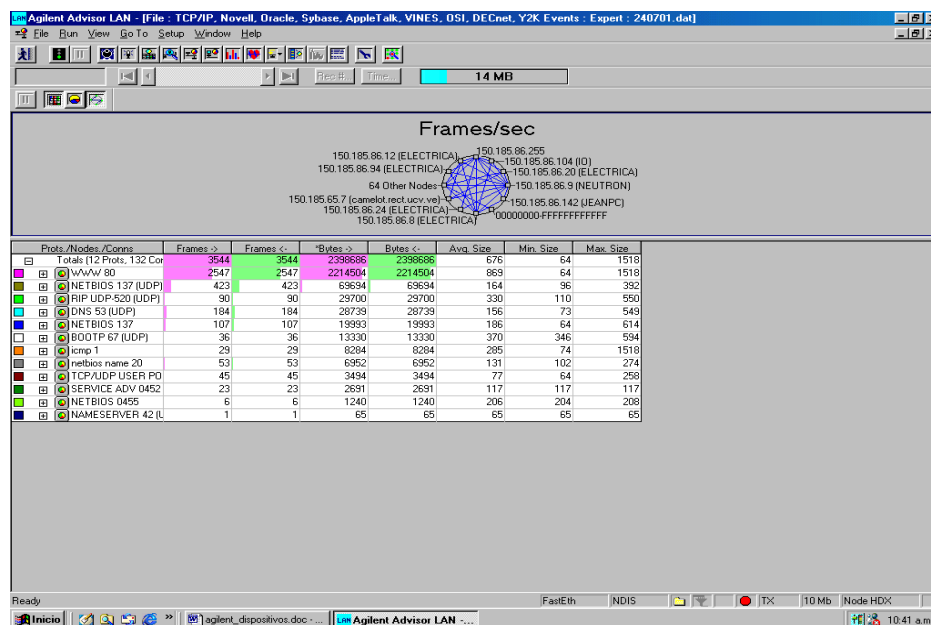 LAN Agilent Advisor LAN - [File : TCP/IP, Novell, Oracle, Sybase, AppleTalk, VINES, OSI, DECnet, Y2K Events : Expert : 240701.dat]
File Run View Go To Setup Window Help
Rec #... Time... 14 MB
Frames/sec
150.185.86.255
150.185.86.12 (ELECTRICA)
150.185.86.104 (IO)
150.185.86.94 (ELECTRICA)
150.185.86.20 (ELECTRICA)
64 Other Nodes
150.185.86.9 (NEUTRON)
150.185.65.7 (camelot.rect.ucv.ve)
150.185.86.142 (JEANPC)
150.185.86.24 (ELECTRICA)
00000000-FFFFFFFFFFFF
150.185.86.8 (ELECTRICA)
Prots./Nodes./Conns Frames -> Frames <- *Bytes -> Bytes <- Avg. Size Min. Size Max. Size
Totals (12 Prots, 132 Cor 3544 3544 2398686 2398686 676 64 1518
WWW 80 2547 2547 2214504 2214504 869 64 1518
NETBIOS 137 (UDP) 423 423 69694 69694 164 96 392
RIP UDP-520 (UDP) 90 90 29700 29700 330 110 550
DNS 53 (UDP) 184 184 28739 28739 156 73 549
NETBIOS 137 107 107 19993 19993 186 64 614
BOOTP 67 (UDP) 36 36 13330 13330 370 346 594
icmp 1 29 29 8284 8284 285 74 1518
netbios name 20 53 53 6952 6952 131 102 274
TCP/UDP USER PO 45 45 3494 3494 77 64 258
SERVICE ADV 0452 23 23 2691 2691 117 117 117
NETBIOS 0455 6 6 1240 1240 206 204 208
NAMESERVER 42 (U 1 1 65 65 65 65 65
Ready FastEth NDIS TX 10 Mb Node HDX
Inicio » agilent_dispositivos.doc - ... LAN Agilent Advisor LAN -... 10:41 a.m